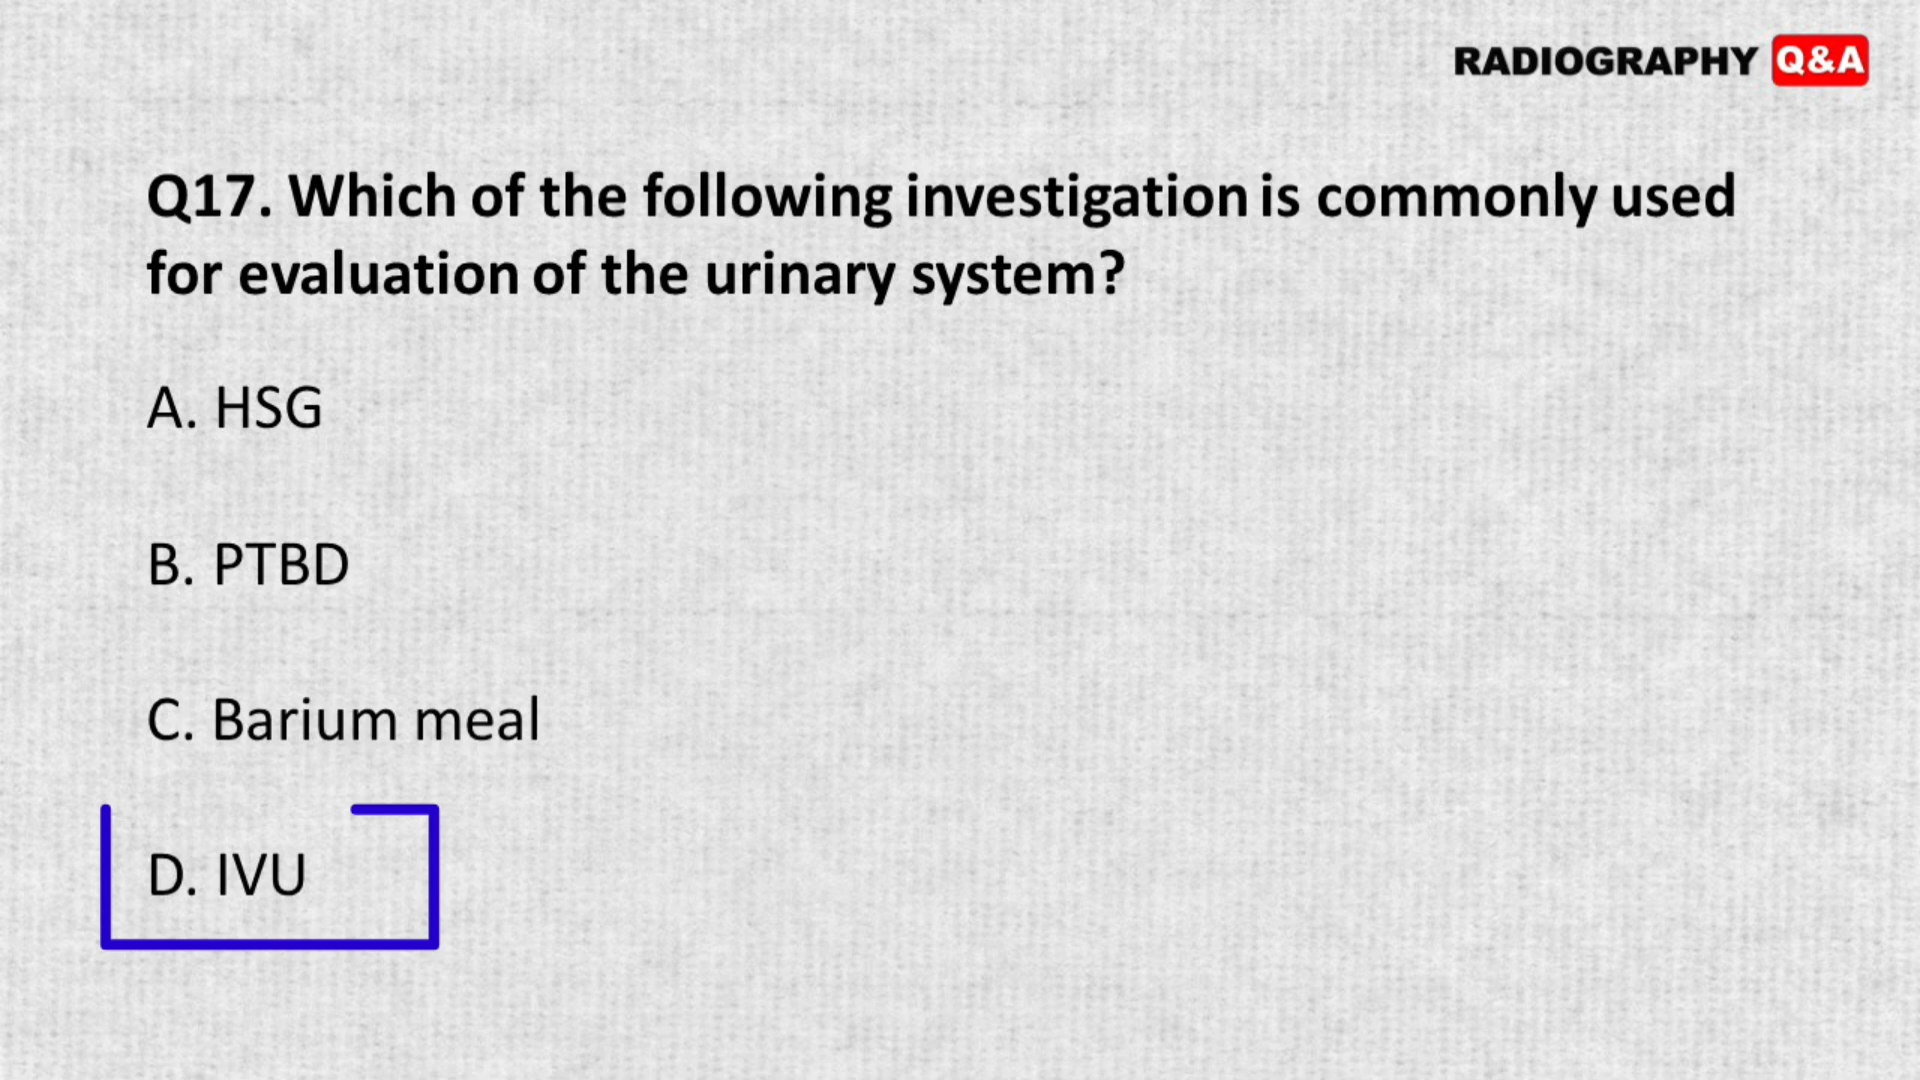 RADIOGRAPHY Q&A
Q17. Which of the following investigation is commonly used
for evaluation of the urinary system?
A. HSG
B. PTBD
C. Barium meal
D. IVU